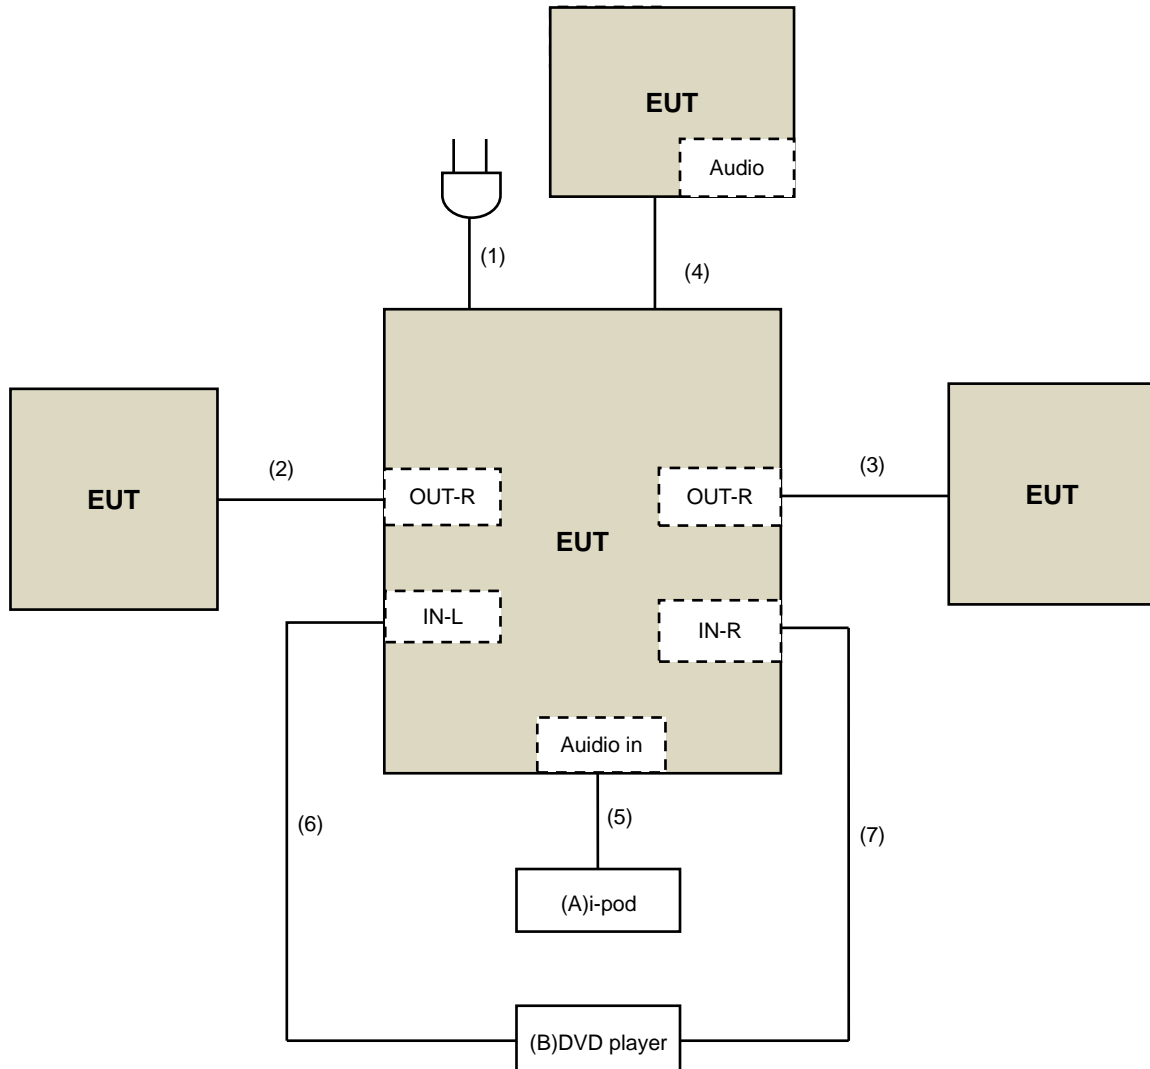 EUT
Audio
(1)
(4)
EUT
(2)
OUT-R
OUT-R
(3)
EUT
EUT
IN-L
IN-R
Auidio in
(6)
(5)
(7)
(A)i-pod
(B)DVD player